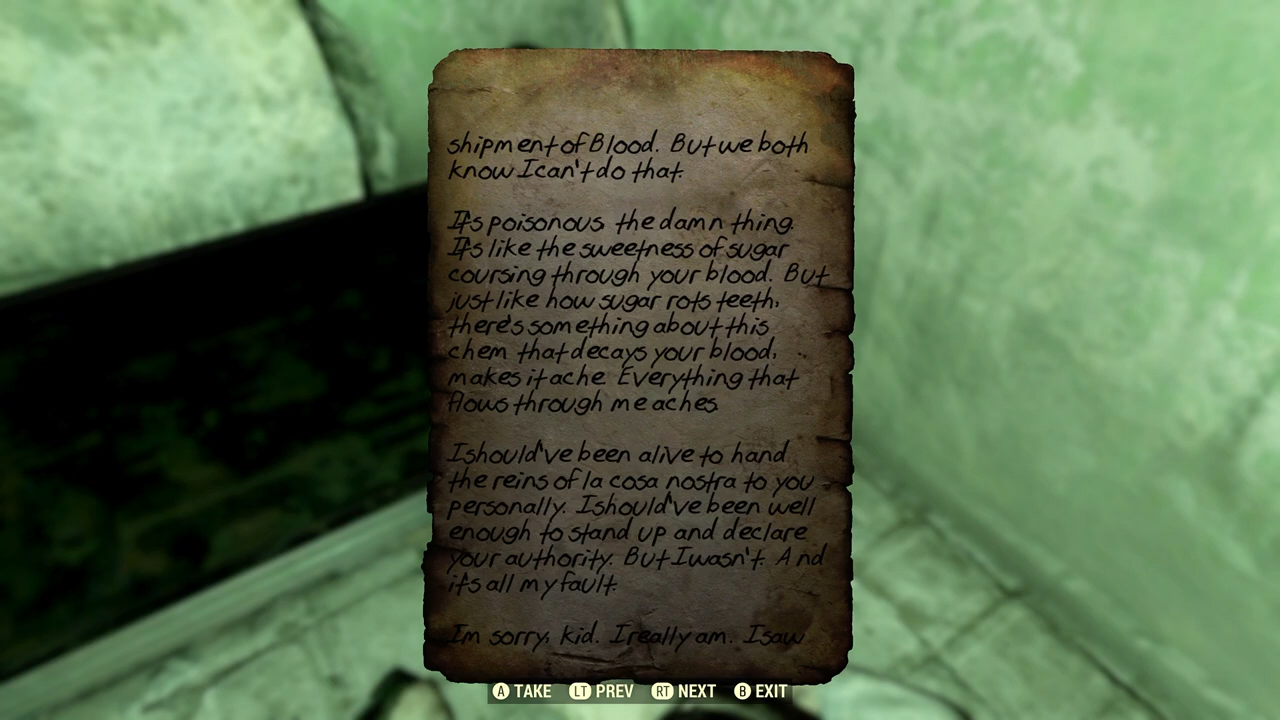 shipment of Blood. But we both
know I can't do that.
It's poisonous the damn thing.
It's like the sweetness of sugar
coursing through your blood. But
just like how sugar rots teeth,
there's something about this
chem that decays your blood,
makes it ache. Everything that
flows through me aches.
I should've been alive to hand
the reins of la cosa nostra to you
personally. I should've been well
enough to stand up and declare
your authority. But I wasn't. And
it's all my fault.
I'm sorry, kid. I really am. I saw
A TAKE LT PREV RT NEXT B EXIT